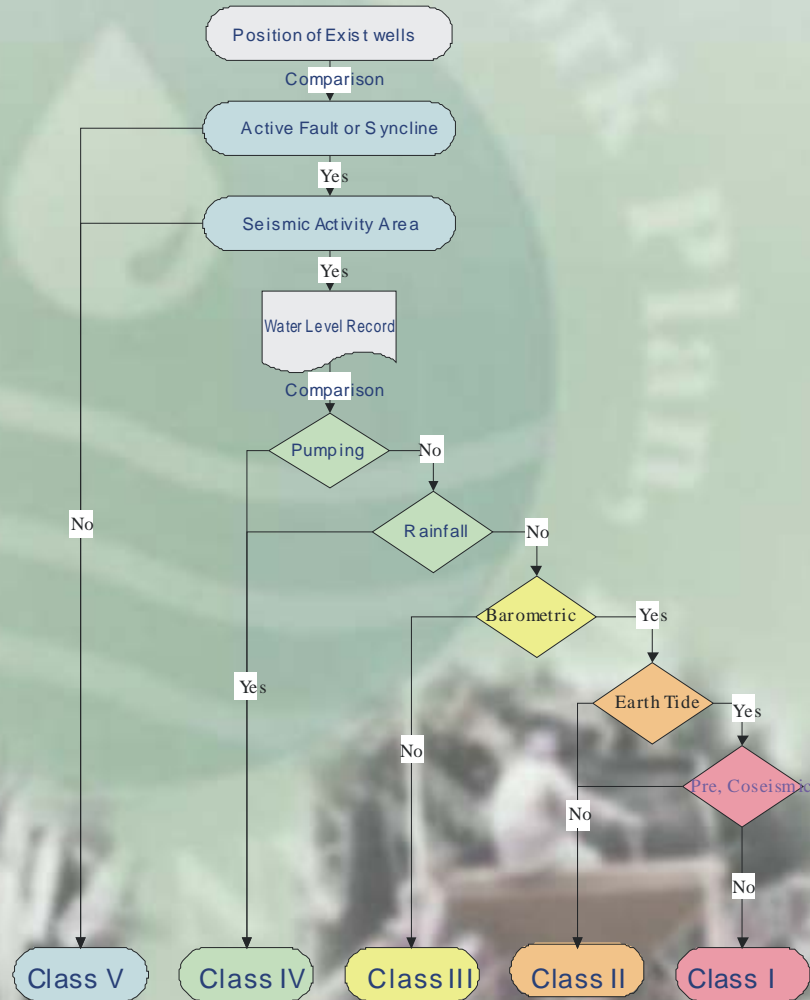 Position of Exist wells
Comparison
Active Fault or Syncline
Yes
Seismic Activity Area
Yes
Water Level Record
Comparison
Pumping
No
Rainfall
No
Barometric
Yes
Earth Tide
Yes
Pre, Coseismic
No
Yes
No
No
No
Class V
Class IV
Class III
Class II
Class I
Plan,